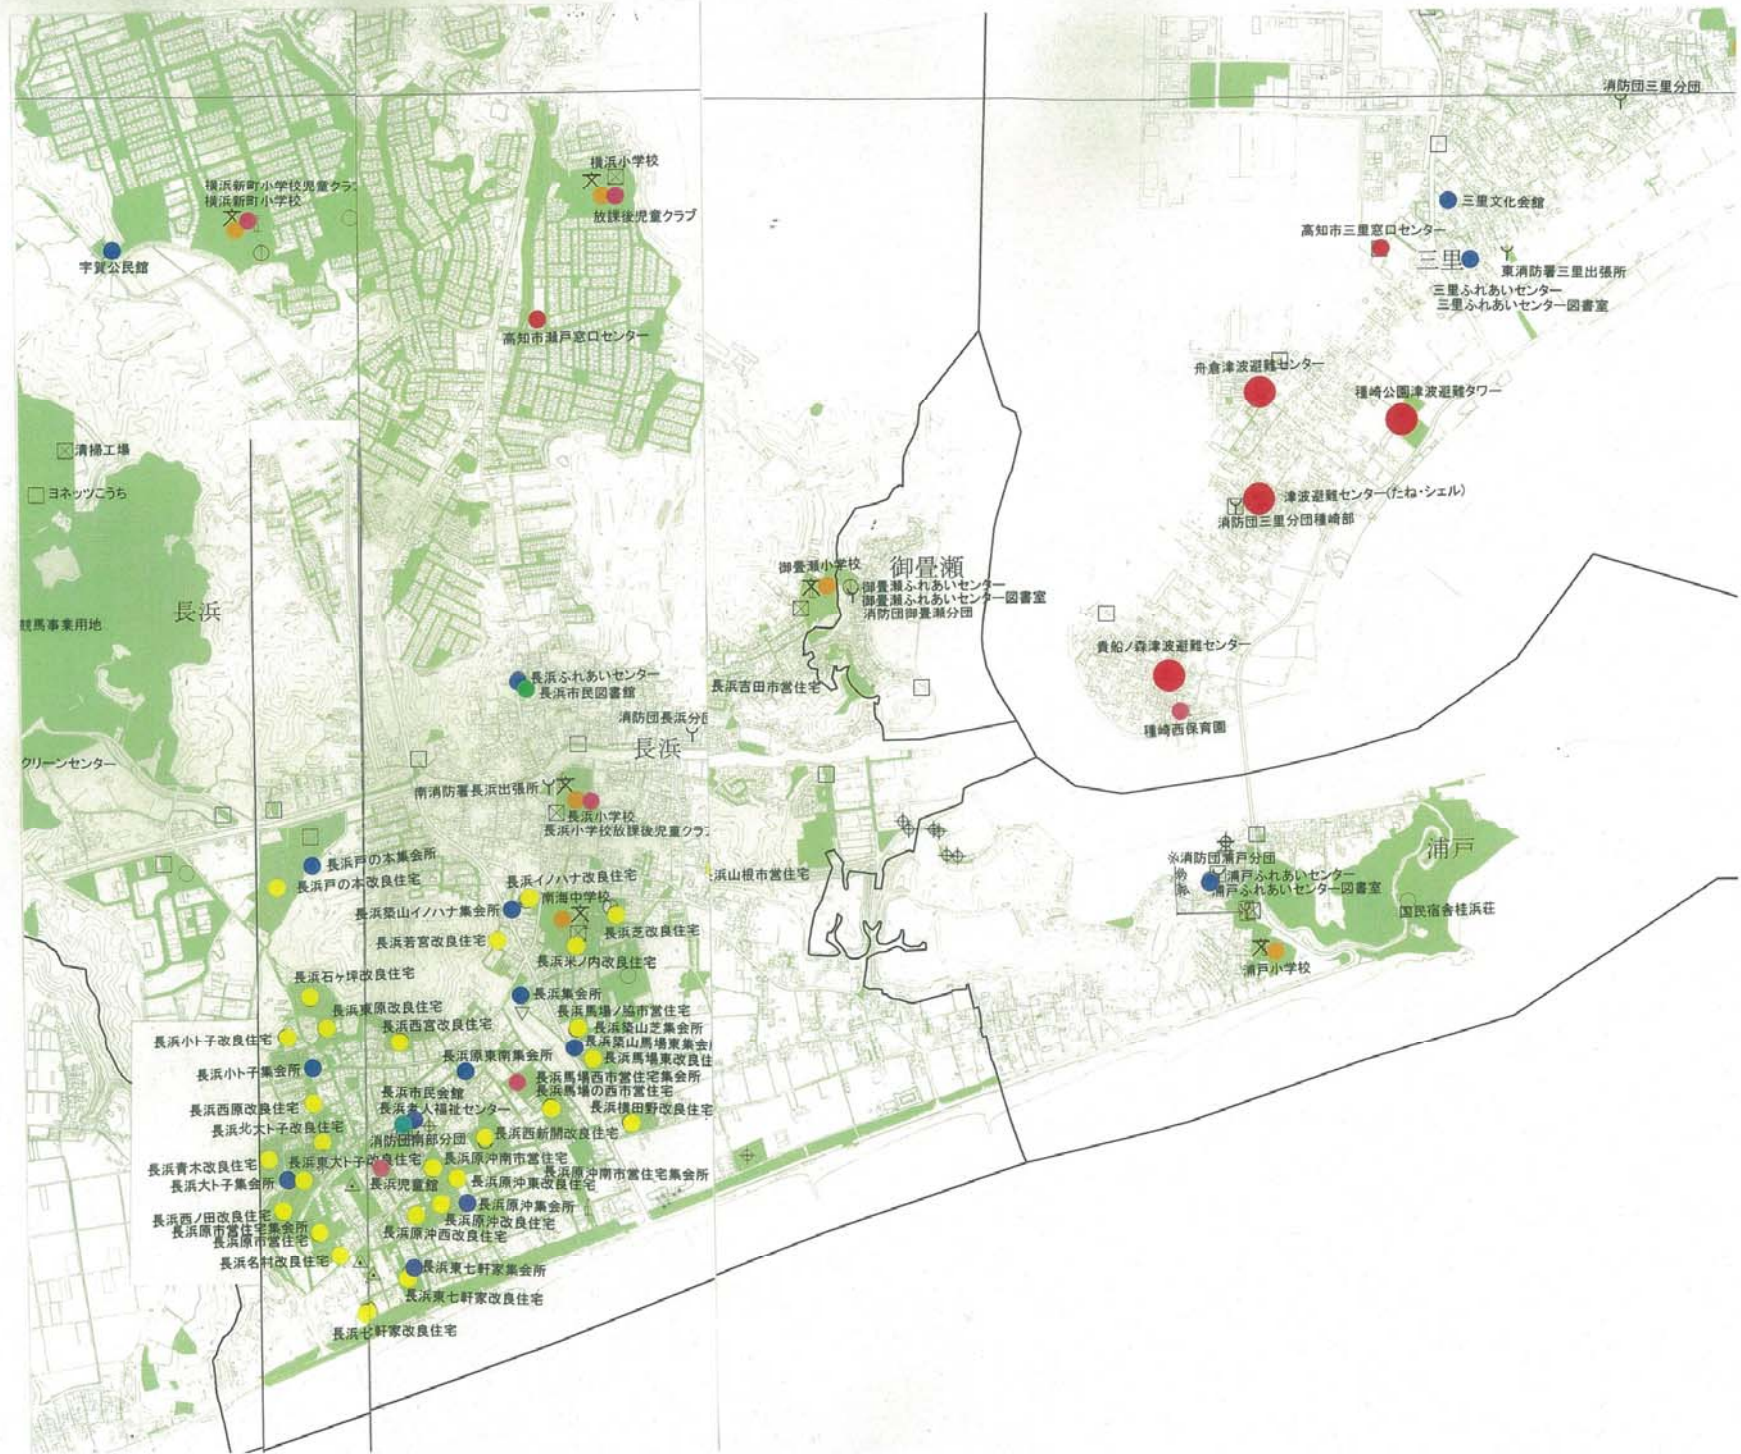 消防団三里分団
横浜小学校
放課後児童クラブ
横浜新町小学校児童クラブ
横浜新町小学校
宇賀公民館
三里文化会館
高知市三里窓口センター
三里
東消防署三里出張所
三里ふれあいセンター
三里ふれあいセンター図書室
高知市瀬戸窓口センター
舟倉津波避難センター
種崎公園津波避難タワー
清掃工場
ヨネッツこうち
津波避難センター(たね・シェル)
消防団三里分団種崎部
御畳瀬小学校
御畳瀬
御畳瀬ふれあいセンター
御畳瀬ふれあいセンター図書室
消防団御畳瀬分団
長浜
競馬事業用地
貴船ノ森津波避難センター
種崎西保育園
長浜ふれあいセンター
長浜市民図書館
長浜吉田市営住宅
消防団長浜分団
長浜
クリーンセンター
南消防署長浜出張所
長浜小学校
長浜小学校放課後児童クラブ
長浜戸の本集会所
長浜戸の本改良住宅
長浜イノハナ改良住宅
南海中学校
長浜築山イノハナ集会所
長浜芝改良住宅
長浜若宮改良住宅
長浜米ノ内改良住宅
浜山根市営住宅
※消防団浦戸分団
浦戸ふれあいセンター
浦戸ふれあいセンター図書室
浦戸
国民宿舎桂浜荘
浦戸小学校
長浜石ヶ坪改良住宅
長浜集会所
長浜東原改良住宅
長浜馬場ノ脇市営住宅
長浜西宮改良住宅
長浜築山芝集会所
長浜小ト子改良住宅
長浜築山馬場東集会
長浜原東南集会所
長浜馬場東改良住
長浜小ト子集会所
長浜馬場西市営住宅集会所
長浜馬場の西市営住宅
長浜市民会館
長浜西原改良住宅
長浜老人福祉センター
長浜横田野改良住宅
長浜北大ト子改良住宅
消防団南部分団
長浜西新開改良住宅
長浜青木改良住宅
長浜東大ト子改良住宅
長浜原沖南市営住宅
長浜原沖南市営住宅集会所
長浜大ト子集会所
長浜児童館
長浜原沖東改良住宅
長浜西ノ田改良住宅
長浜原沖集会所
長浜原市営住宅集会所
長浜原沖改良住宅
長浜原市営住宅
長浜原沖西改良住宅
長浜名村改良住宅
長浜東七軒家集会所
長浜東七軒家改良住宅
長浜七軒家改良住宅